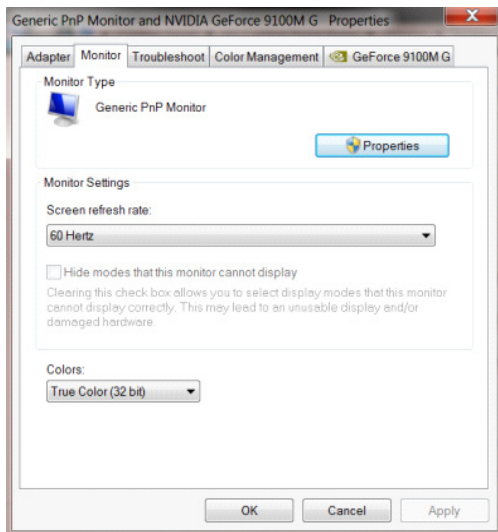 Generic PnP Monitor and NVIDIA GeForce 9100M G Properties
Adapter Monitor Troubleshoot Color Management GeForce 9100M G
Monitor Type
Generic PnP Monitor
Properties
Monitor Settings
Screen refresh rate:
60 Hertz
Hide modes that this monitor cannot display
Clearing this check box allows you to select display modes that this monitor
cannot display correctly. This may lead to an unusable display and/or
damaged hardware.
Colors:
True Color (32 bit)
OK Cancel Apply